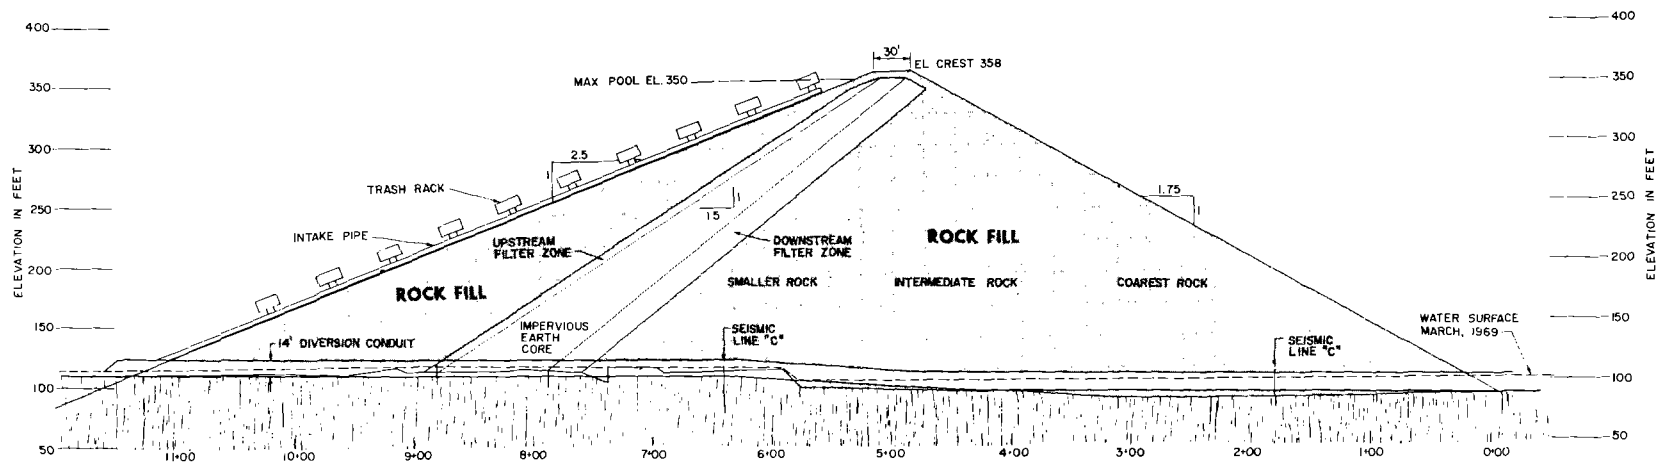 400
350
300
250
200
150
100
50
ELEVATION IN FEET
MAX POOL EL. 350
30'
EL CREST 358
2.5
1
TRASH RACK
INTAKE PIPE
UPSTREAM
FILTER ZONE
15
1
DOWNSTREAM
FILTER ZONE
1.75
1
ROCK FILL
ROCK FILL
SMALLER ROCK
INTERMEDIATE ROCK
COAREST ROCK
14' DIVERSION CONDUIT
IMPERVIOUS
EARTH
CORE
SEISMIC
LINE "C"
SEISMIC
LINE "C"
WATER SURFACE
MARCH, 1969
400
350
300
250
200
150
100
50
ELEVATION IN FEET
11+00
10+00
9+00
8+00
7+00
6+00
5+00
4+00
3+00
2+00
1+00
0+00